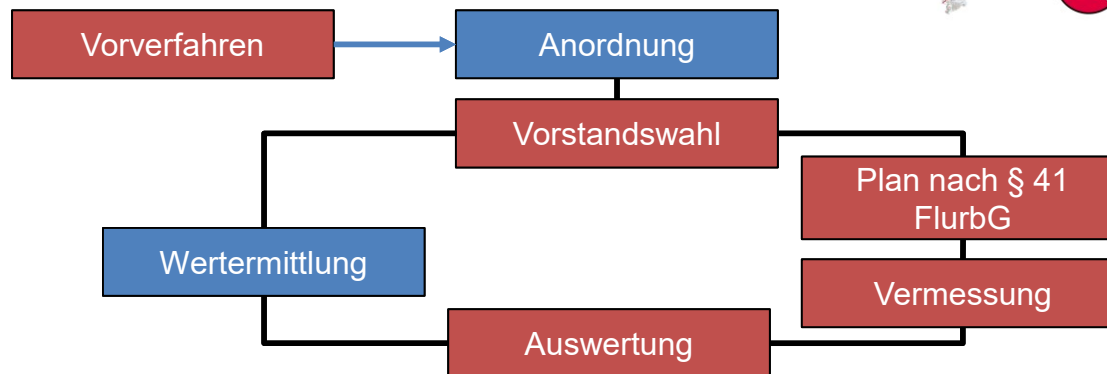 Vorverfahren
Anordnung
Vorstandswahl
Plan nach § 41
FlurbG
Wertermittlung
Vermessung
Auswertung